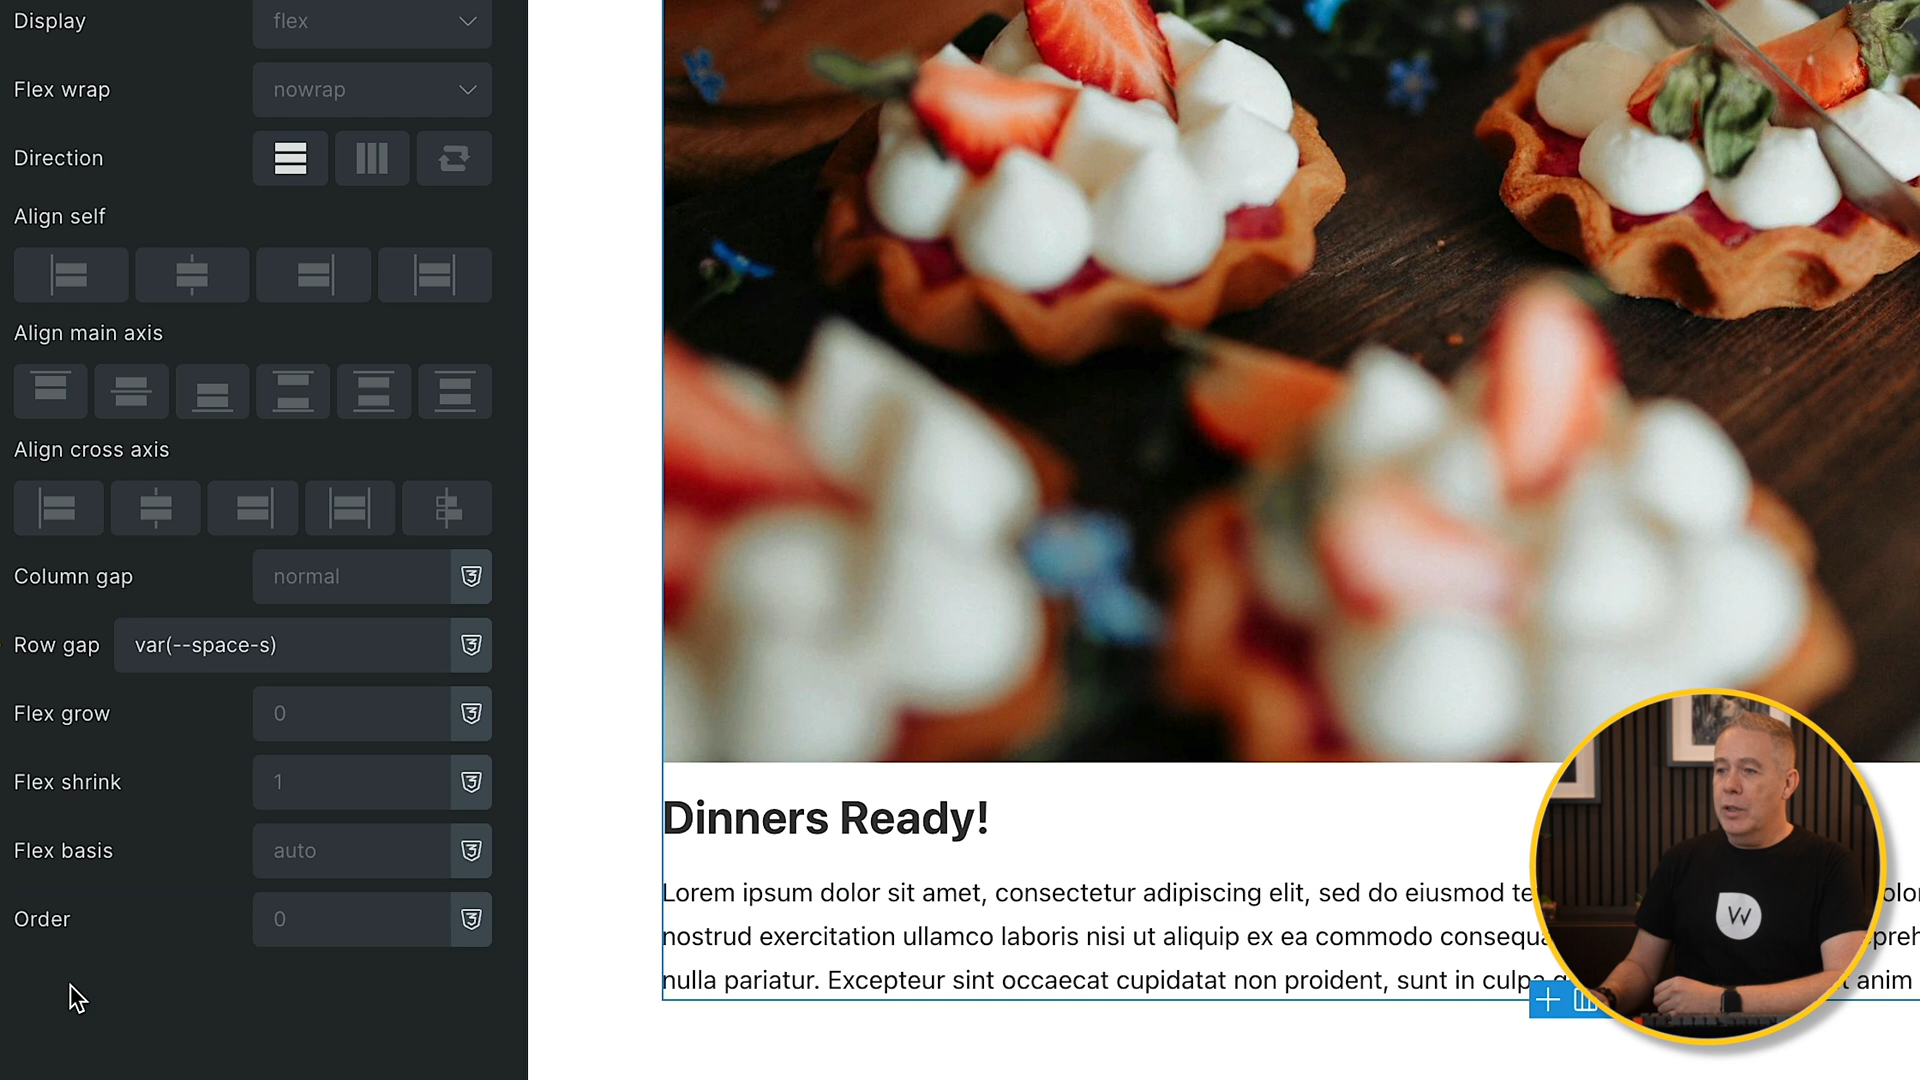 Display flex
Flex wrap nowrap
Direction
Align self
Align main axis
Align cross axis
Column gap normal
Row gap var(--space-s)
Flex grow 0
Flex shrink 1
Flex basis auto
Order 0
Dinners Ready!
Lorem ipsum dolor sit amet, consectetur adipiscing elit, sed do eiusmod
nostrud exercitation ullamco laboris nisi ut aliquip ex ea commodo
nulla pariatur. Excepteur sint occaecat cupidatat non proident, sunt in culpa anim
W